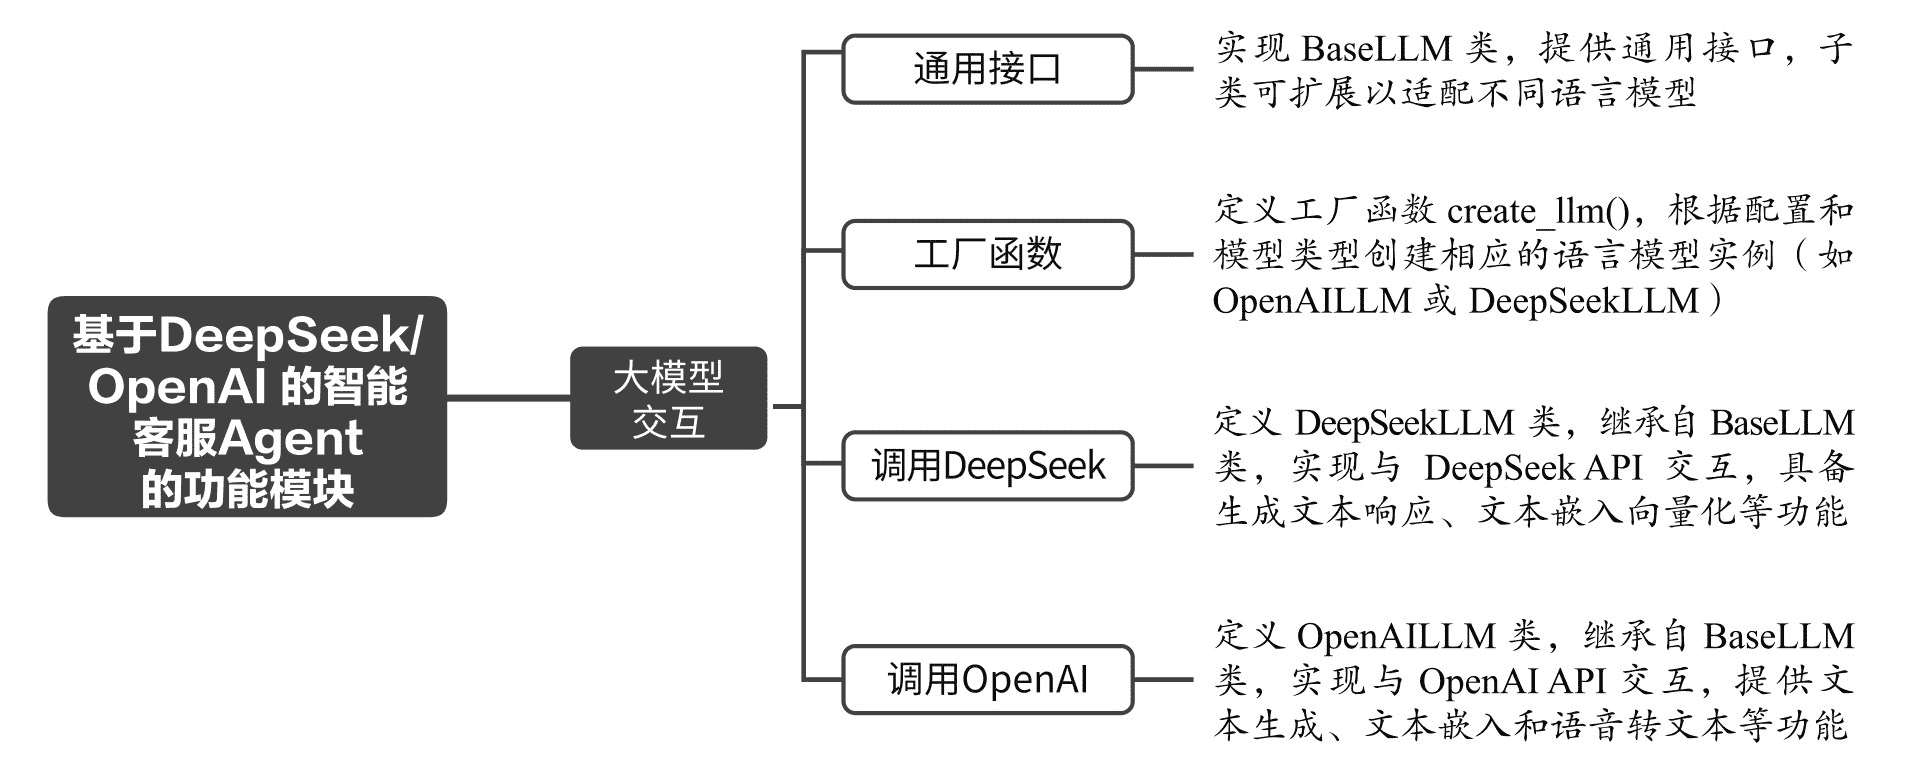 基于DeepSeek/
OpenAI 的智能
客服Agent
的功能模块
大模型
交互
通用接口
实现 BaseLLM 类，提供通用接口，子
类可扩展以适配不同语言模型
工厂函数
定义工厂函数 create_llm()，根据配置和
模型类型创建相应的语言模型实例（如
OpenAILLM 或 DeepSeekLLM）
调用DeepSeek
定义 DeepSeekLLM 类，继承自 BaseLLM
类，实现与 DeepSeek API 交互，具备
生成文本响应、文本嵌入向量化等功能
调用OpenAI
定义 OpenAILLM 类，继承自 BaseLLM
类，实现与 OpenAI API 交互，提供文
本生成、文本嵌入和语音转文本等功能